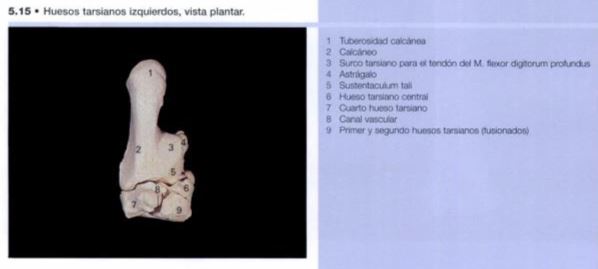 5.15 • Huesos tarsianos izquierdos, vista plantar.
1 Tuberosidad calcánea
2 Calcáneo
3 Surco tarsiano para el tendón del M. flexor digitorum profundus
4 Astrágalo
5 Sustentaculum tali
6 Hueso tarsiano central
7 Cuarto hueso tarsiano
8 Canal vascular
9 Primer y segundo huesos tarsianos (fusionados)
1
2
3
4
5
6
8
7
9